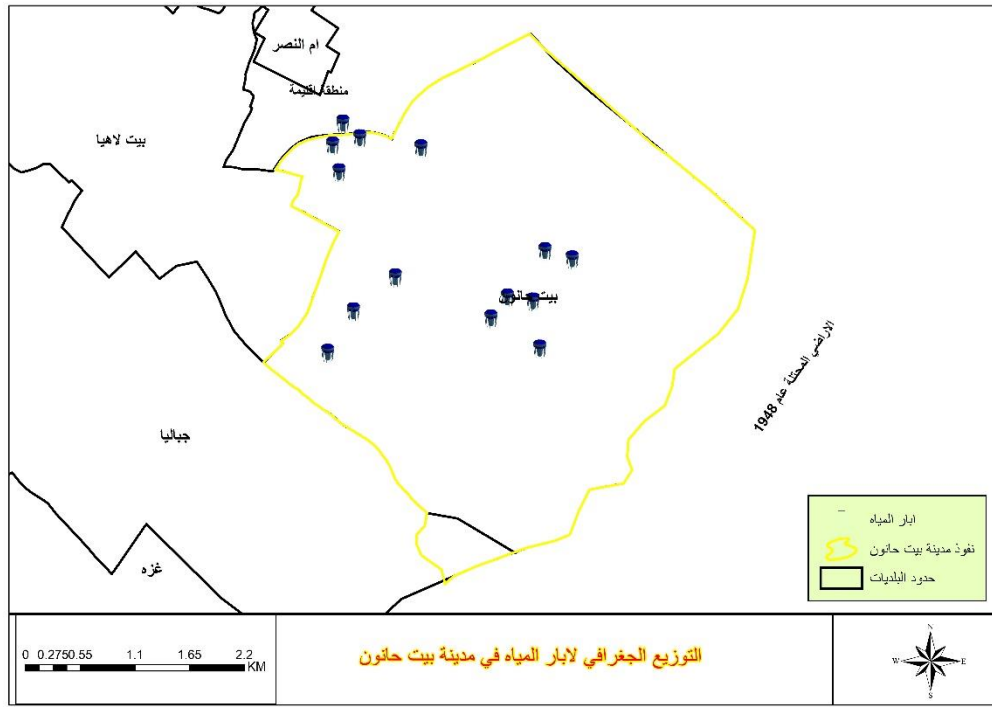 ام النصر
منطقة اقليمة
بيت لاهيا
بيت حانون
الاراضي المحتلة عام 1948
جباليا
غزه
ابار المياه
نفوذ مدينة بيت حانون
حدود البلديات
0 0.275 0.55 1.1 1.65 2.2
KM
التوزيع الجغرافي لابار المياه في مدينة بيت حانون
N
W E
S